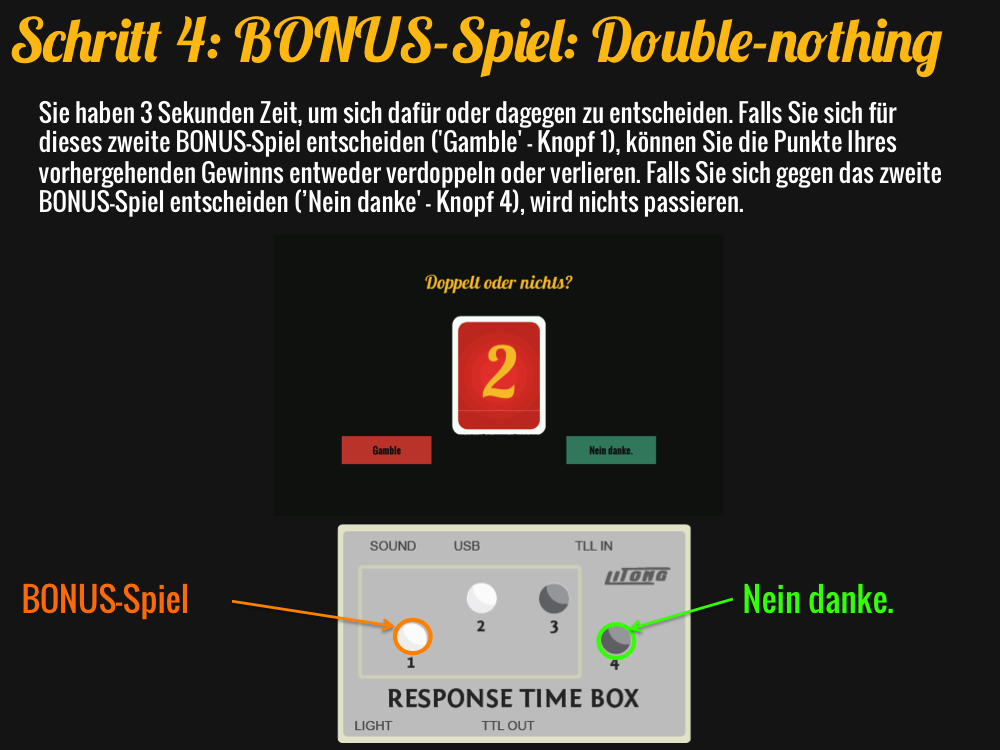 Schritt 4: BONUS-Spiel: Double-nothing
Sie haben 3 Sekunden Zeit, um sich dafür oder dagegen zu entscheiden. Falls Sie sich für
dieses zweite BONUS-Spiel entscheiden ('Gamble' - Knopf 1), können Sie die Punkte Ihres
vorhergehenden Gewinns entweder verdoppeln oder verlieren. Falls Sie sich gegen das zweite
BONUS-Spiel entscheiden ('Nein danke' - Knopf 4), wird nichts passieren.
Doppelt oder nichts?
2
Gamble
Nein danke.
SOUND USB TLL IN
LITONG
BONUS-Spiel
Nein danke.
2 3
1 4
RESPONSE TIME BOX
LIGHT TTL OUT